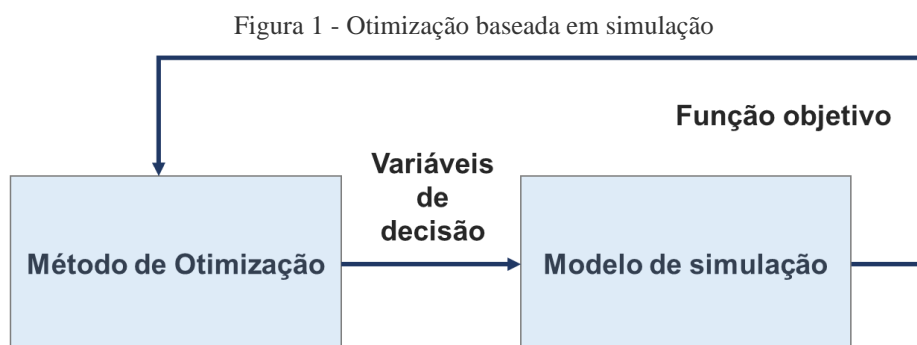 Figura 1 - Otimização baseada em simulação
Função objetivo
Variáveis
de
decisão
Método de Otimização
Modelo de simulação